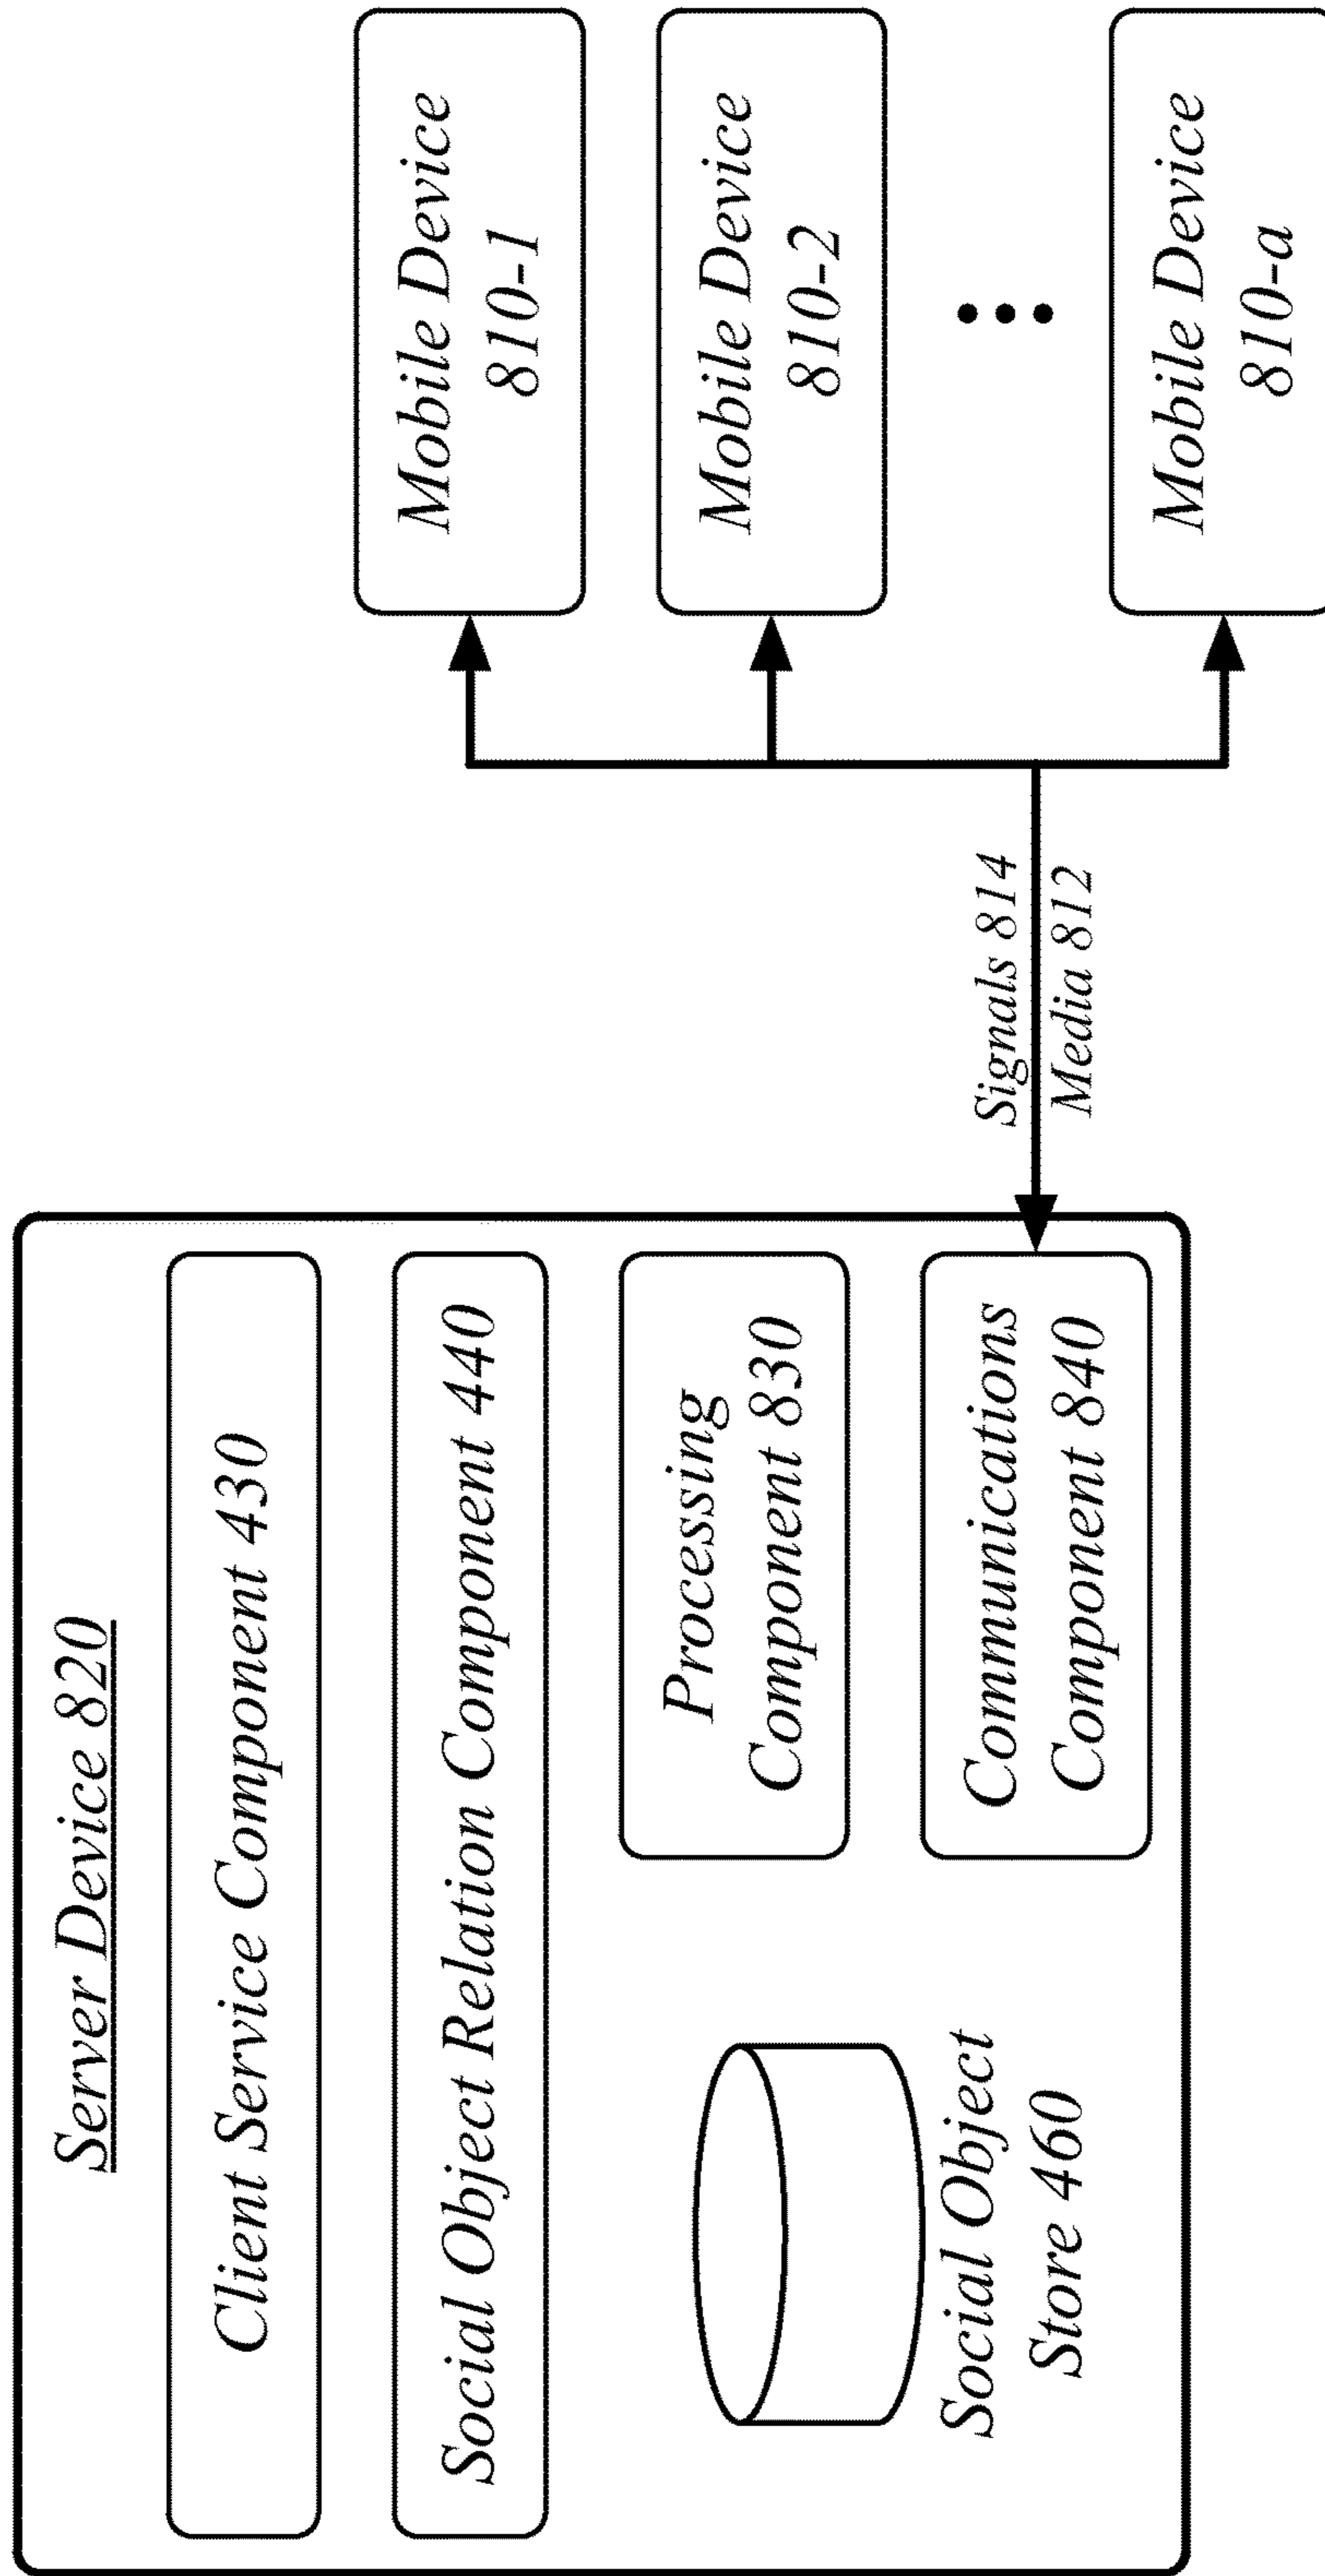 Server Device 820
Client Service Component 430
Social Object Relation Component 440
Social Object
Store 460
Processing
Component 830
Communications
Component 840
Signals 814
Media 812
Mobile Device
810-1
Mobile Device
810-2
Mobile Device
810-a